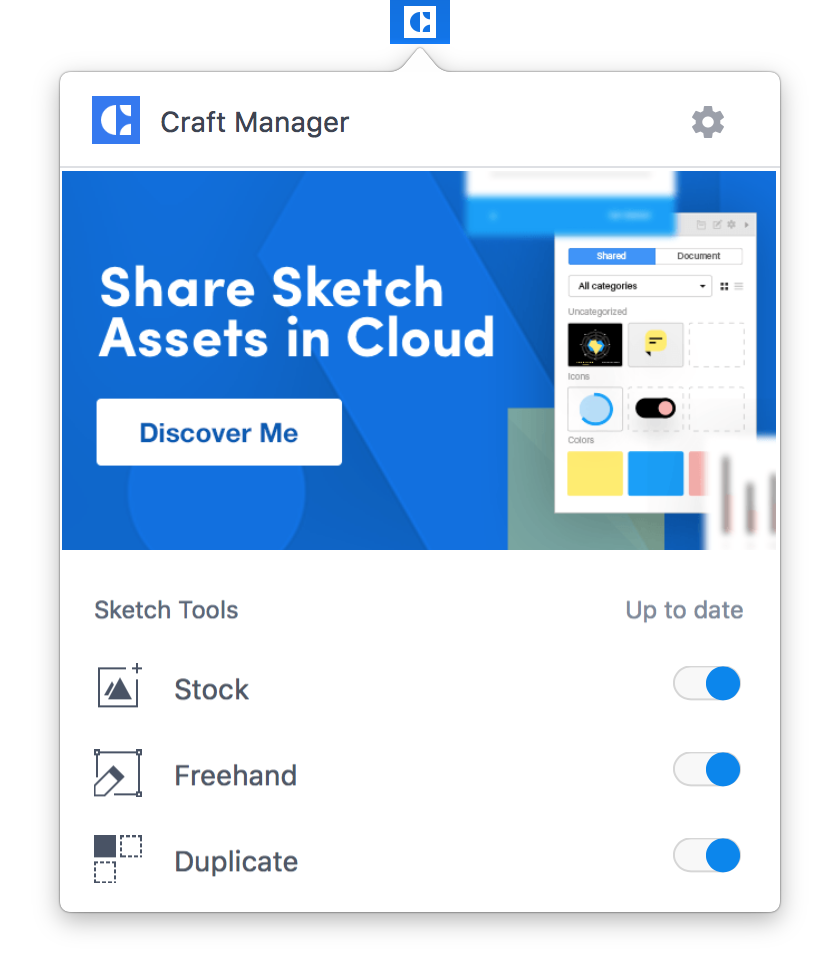 Craft Manager
Share Sketch
Assets in Cloud
Discover Me
Shared Document
All categories
Uncategorized
Icons
Colors
Sketch Tools Up to date
Stock
Freehand
Duplicate